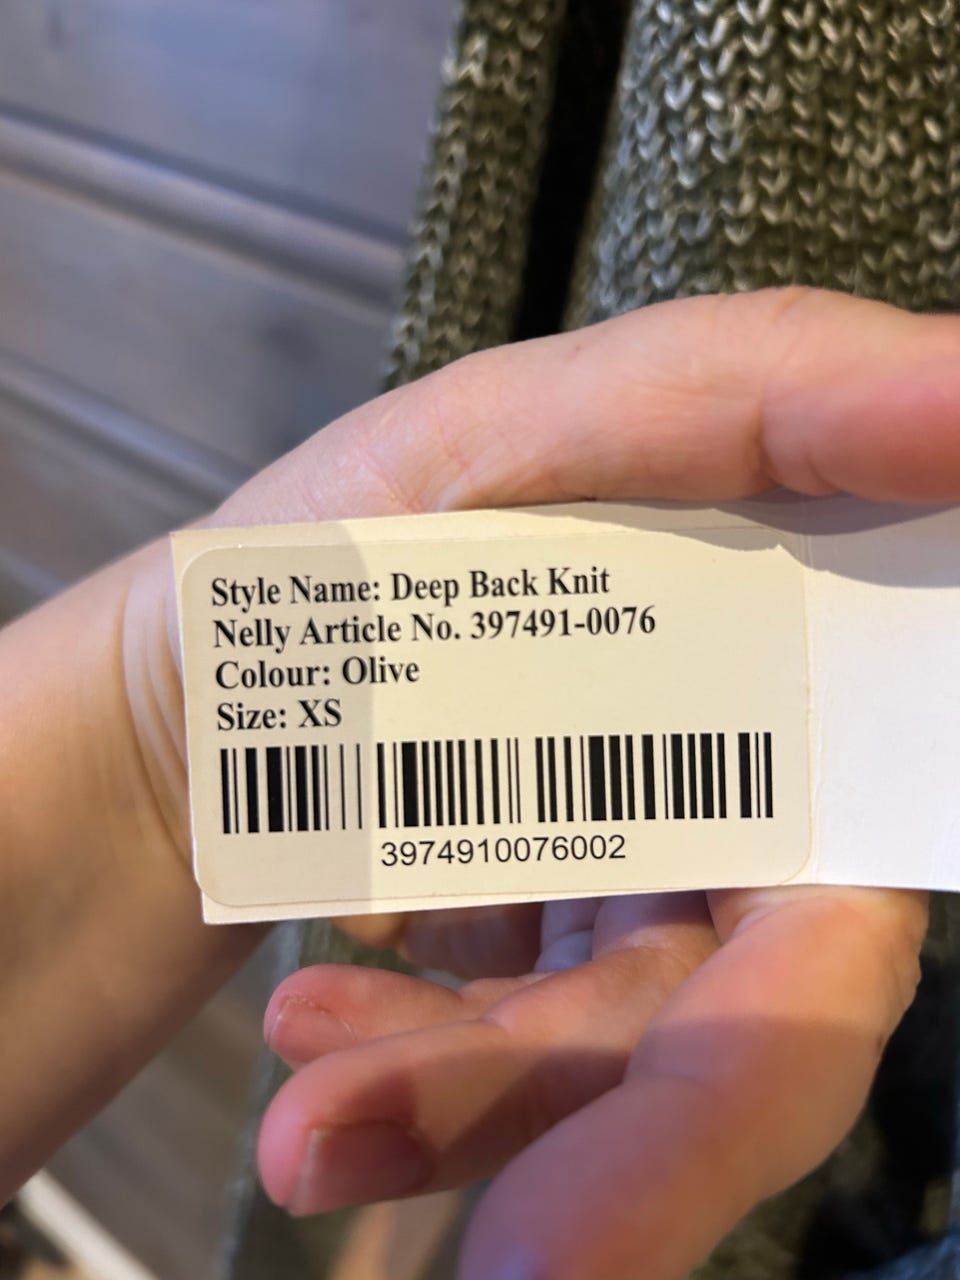 Style Name: Deep Back Knit
Nelly Article No. 397491-0076
Colour: Olive
Size: XS
3974910076002